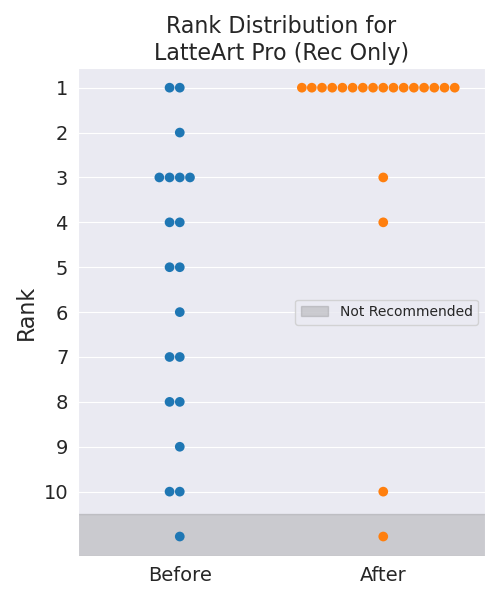 Rank Distribution for
LatteArt Pro (Rec Only)
Rank
1
2
3
4
5
6
7
8
9
10
Not Recommended
Before
After